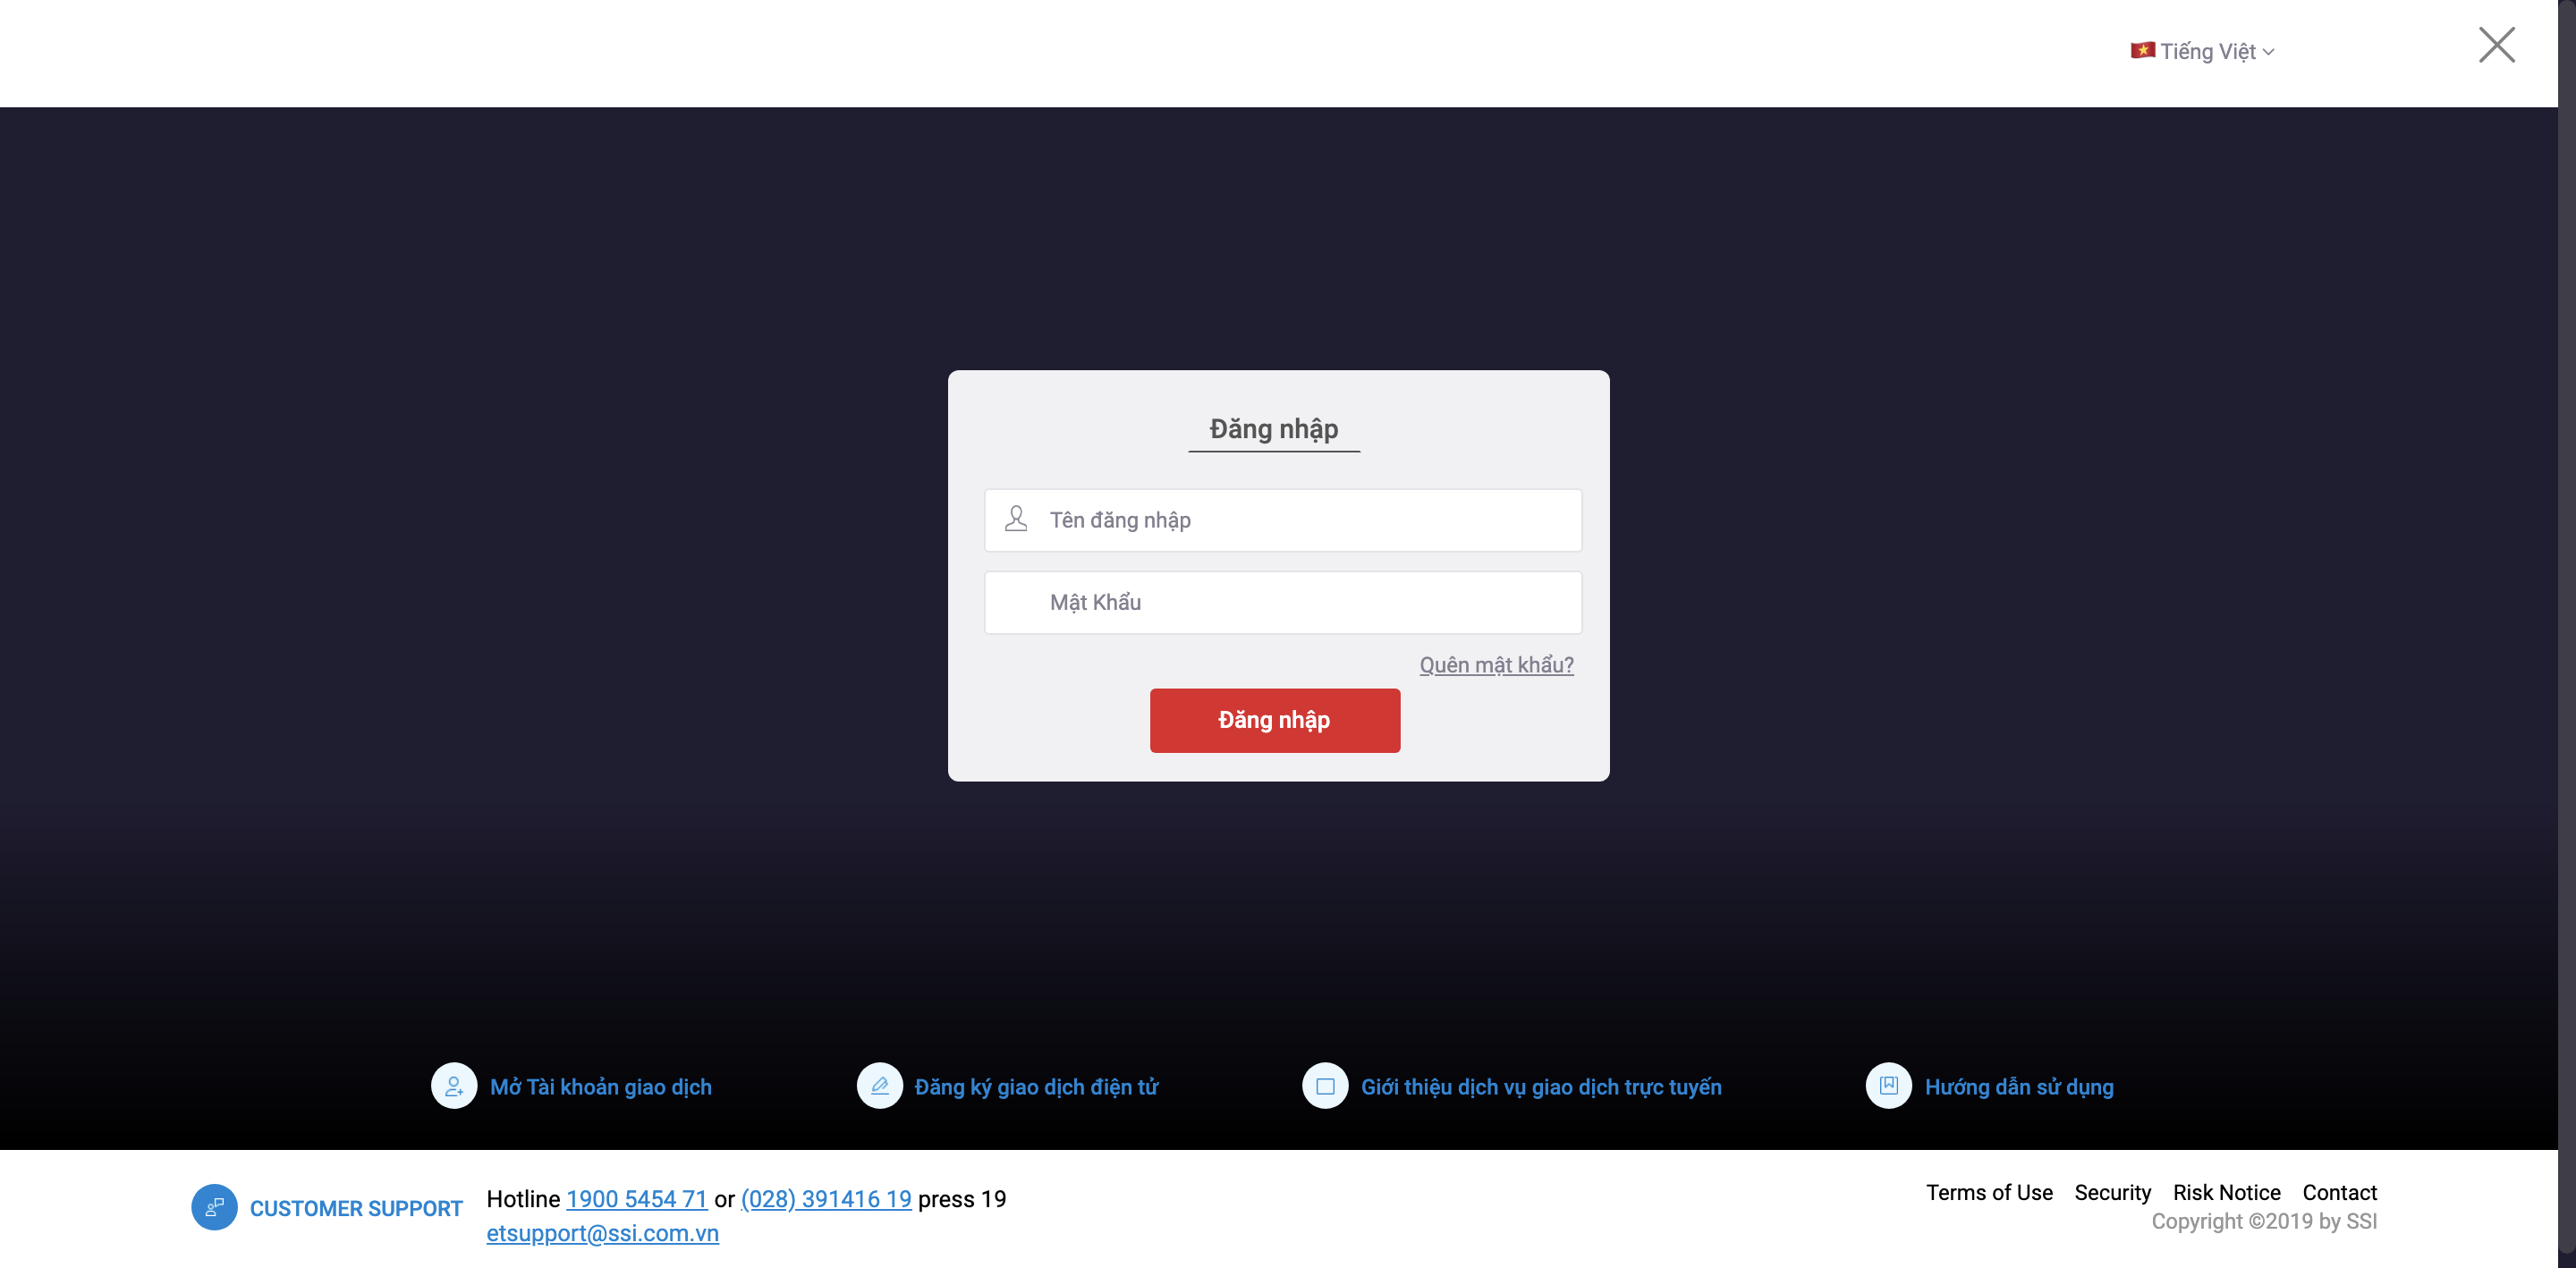 Tiếng Việt
Đăng nhập
Tên đăng nhập
Mật Khẩu
Quên mật khẩu?
Đăng nhập
Mở Tài khoản giao dịch
Đăng ký giao dịch điện tử
Giới thiệu dịch vụ giao dịch trực tuyến
Hướng dẫn sử dụng
CUSTOMER SUPPORT
Hotline 1900 5454 71 or (028) 391416 19 press 19
etsupport@ssi.com.vn
Terms of Use Security Risk Notice Contact
Copyright ©2019 by SSI